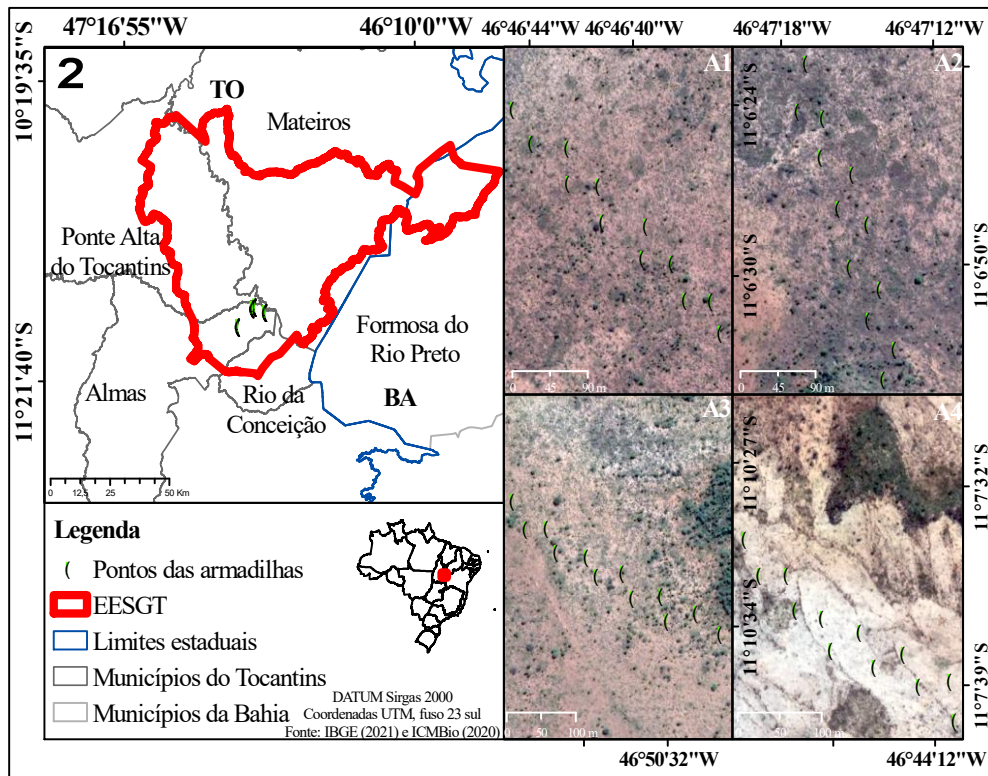 47°16'55"W
46°10'0"W
46°46'44"W
46°46'40"W
46°47'18"W
46°47'12"W
10°19'35"S
11°21'40"S
2
TO
Mateiros
Ponte Alta
do Tocantins
Formosa do
Rio Preto
BA
Almas
Rio da
Conceição
0 12,5 25 50 Km
A1
0 45 90 m
11°6'24"S
11°6'30"S
A2
0 45 90 m
11°6'50"S
A3
0 50 100 m
11°10'27"S
11°10'34"S
A4
0 50 100 m
11°7'32"S
11°7'39"S
46°50'32"W
46°44'12"W
Legenda
Pontos das armadilhas
EESGT
Limites estaduais
Municípios do Tocantins
Municípios da Bahia
DATUM Sirgas 2000
Coordenadas UTM, fuso 23 sul
Fonte: IBGE (2021) e ICMBio (2020)